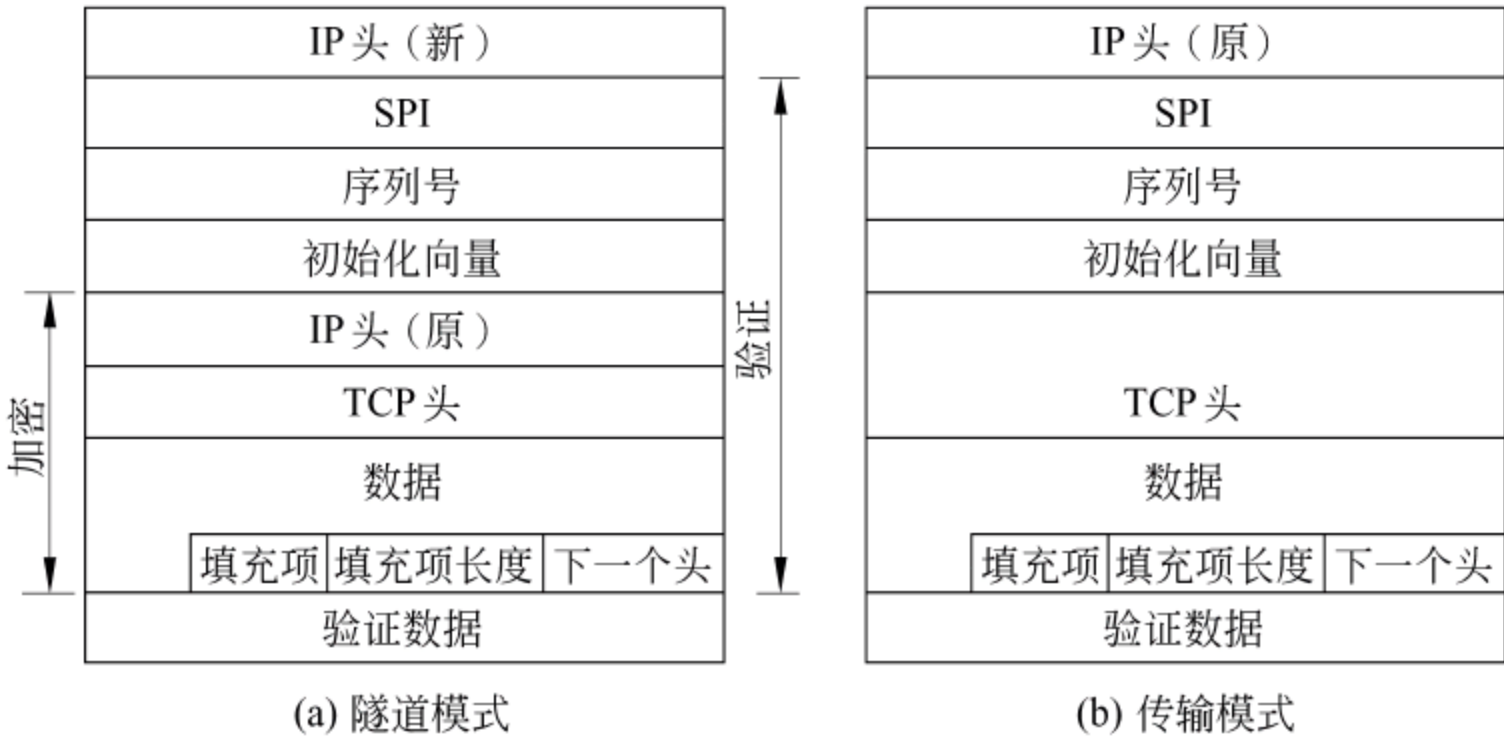 IP头（新）
SPI
序列号
初始化向量
IP头（原）
TCP头
数据
填充项 填充项长度 下一个头
验证数据
加密
验证
(a) 隧道模式
IP头（原）
SPI
序列号
初始化向量
TCP头
数据
填充项 填充项长度 下一个头
验证数据
(b) 传输模式